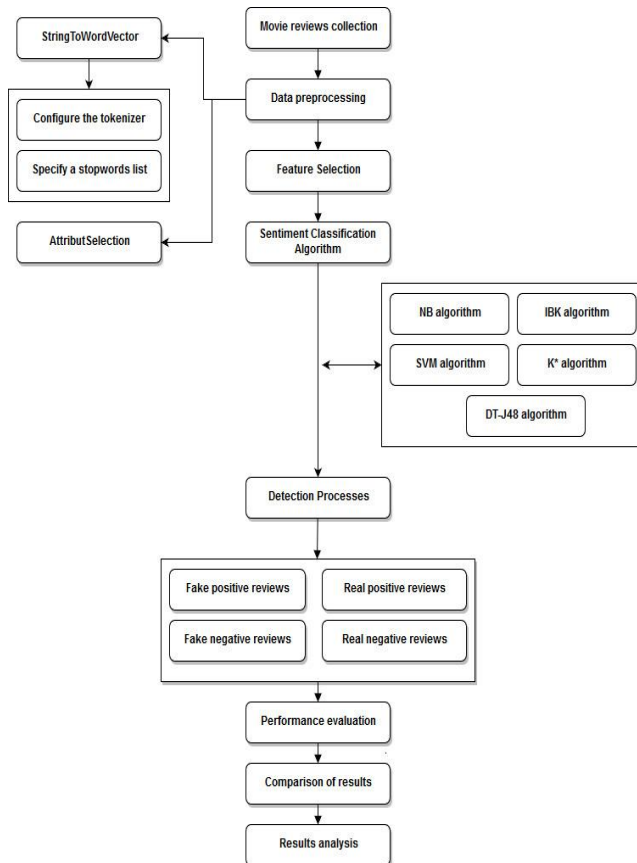 Movie reviews collection
StringToWordVector
Data preprocessing
Configure the tokenizer
Specify a stopwords list
Feature Selection
AttributSelection
Sentiment Classification
Algorithm
NB algorithm
IBK algorithm
SVM algorithm
K* algorithm
DT-J48 algorithm
Detection Processes
Fake positive reviews
Real positive reviews
Fake negative reviews
Real negative reviews
Performance evaluation
Comparison of results
Results analysis